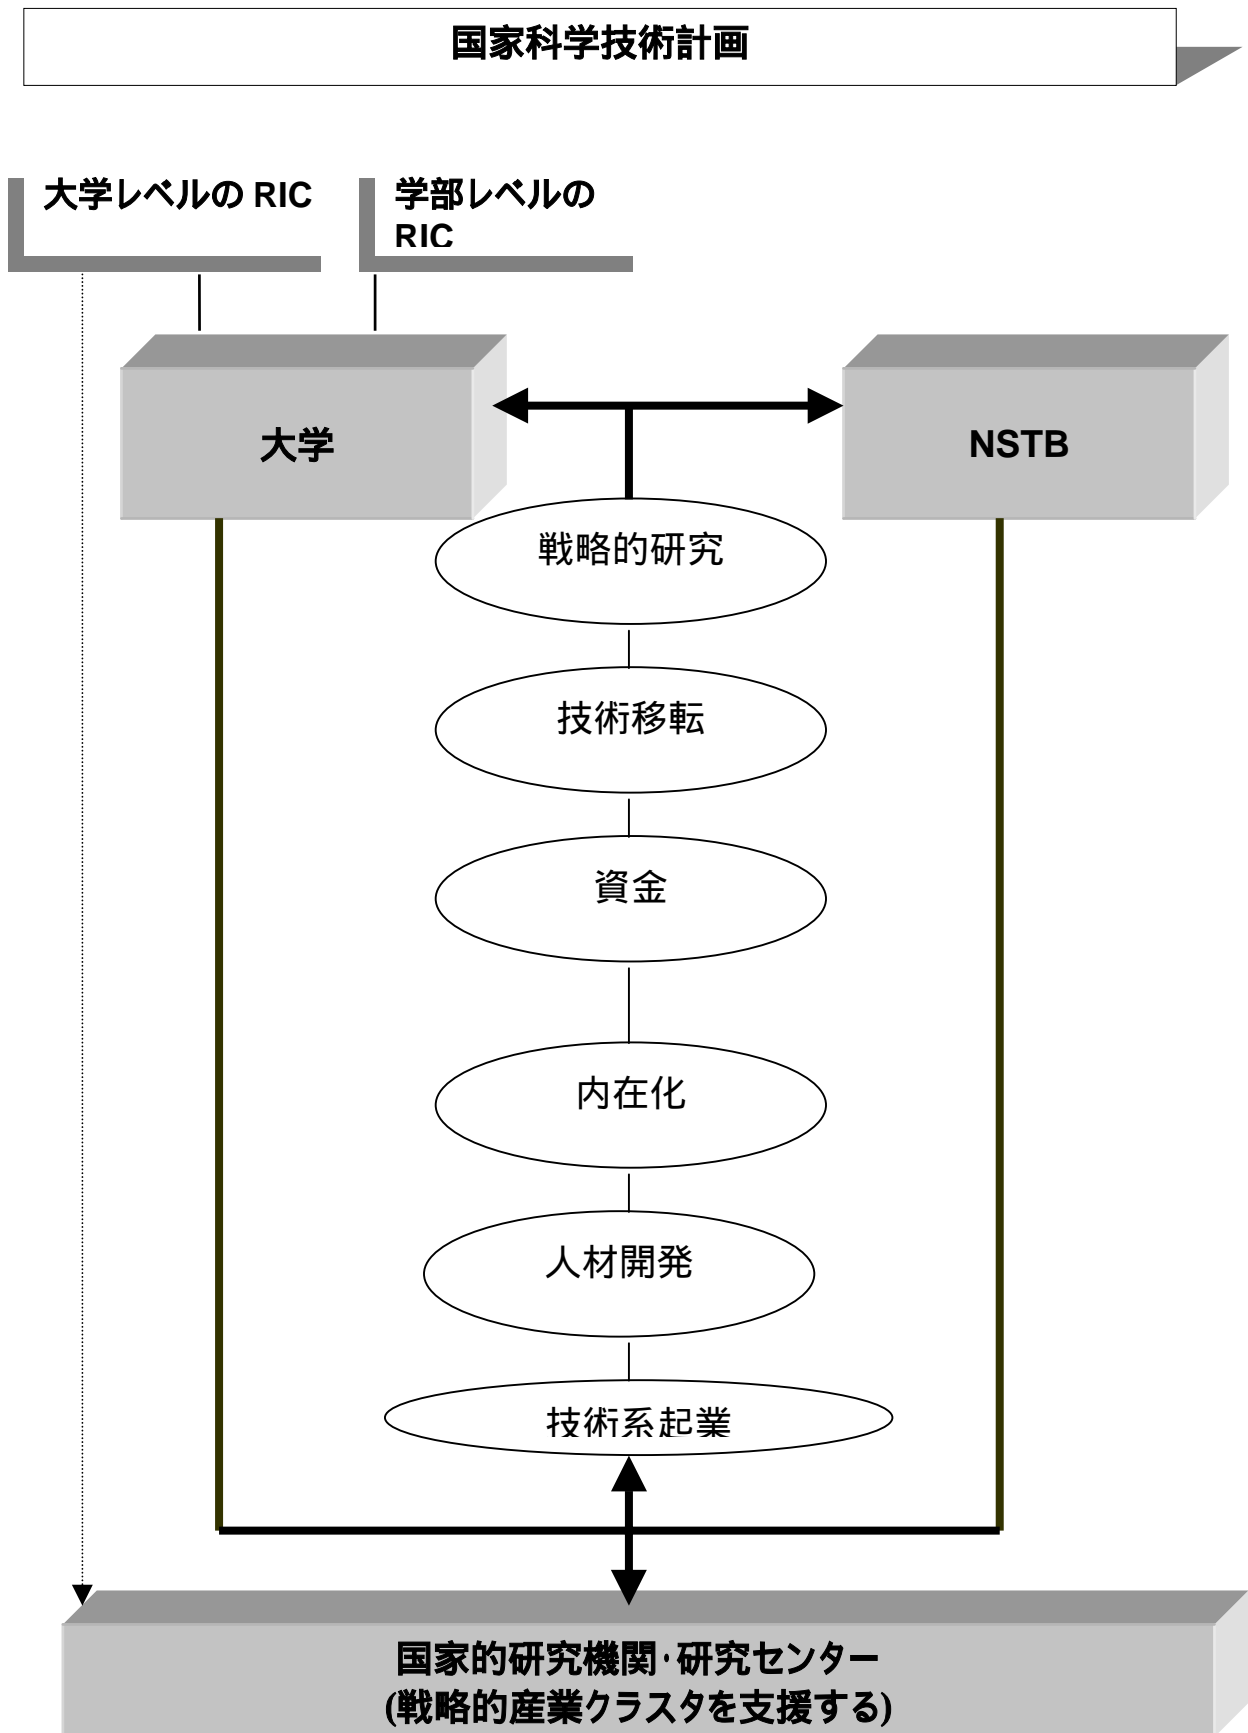 国家科学技術計画
大学レベルの RIC
学部レベルの
RIC
大学
NSTB
戦略的研究
技術移転
資金
内在化
人材開発
技術系起業
国家的研究機関・研究センター
(戦略的産業クラスタを支援する)